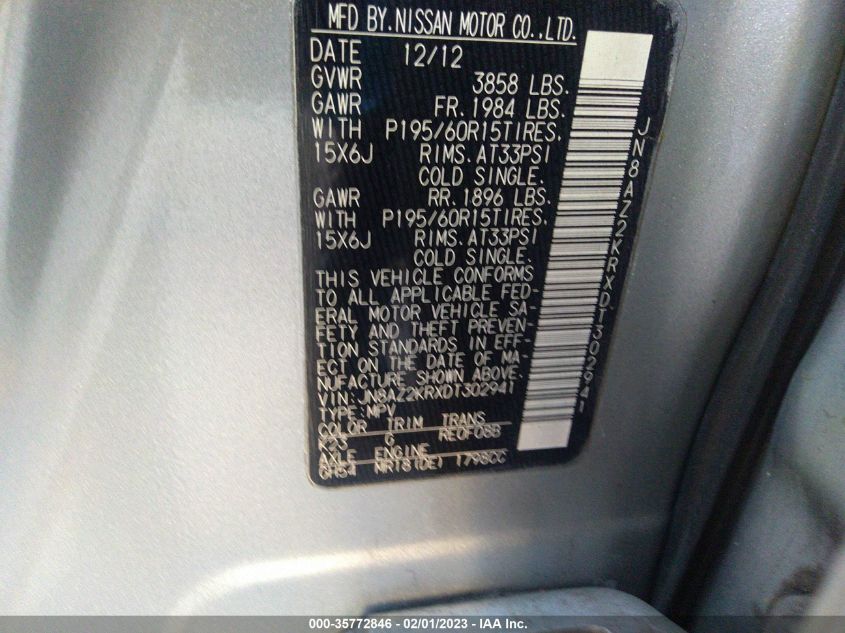 MFD BY. NISSAN MOTOR CO., LTD.
DATE 12/12
GVWR 3858 LBS.
GAWR FR. 1984 LBS.
WITH P195/60R15TIRES.
15X6J RIMS. AT33PSI
COLD SINGLE.
GAWR RR. 1896 LBS.
WITH P195/60R15TIRES.
15X6J RIMS. AT33PSI
COLD SINGLE.
THIS VEHICLE CONFORMS
TO ALL APPLICABLE FED-
ERAL MOTOR VEHICLE SA-
FETY AND THEFT PREVEN-
TION STANDARDS IN EFF-
ECT ON THE DATE OF MA-
NUFACTURE SHOWN ABOVE.
VIN: JN8AZ2KRXDT302941
TYPE: MPV
COLOR TRIM TRANS
K23 G RE0F08B
AXLE ENGINE
GH54 MR18(DE) 1798CC
JN8AZ2KRXDT302941
000-35772846 - 02/01/2023 - IAA Inc.